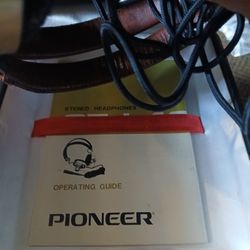 STEREO HEADPHONES
OPERATING GUIDE
PIONEER